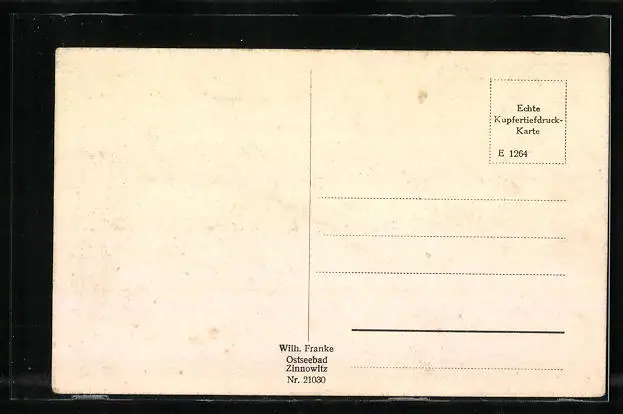 Echte
Kupfertiefdruck-
Karte
E 1264
Wilh. Franke
Ostseebad
Zinnowitz
Nr. 21030